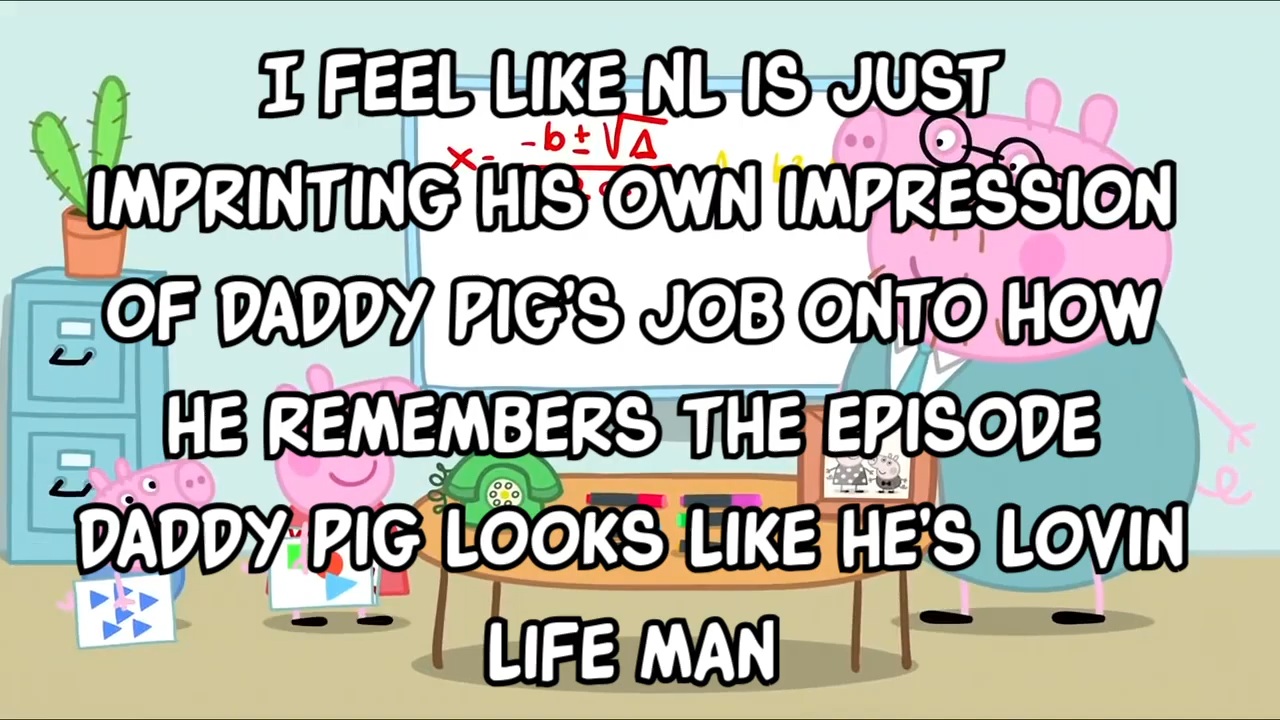 I FEEL LIKE NL IS JUST
-b ± √Δ
x=
IMPRINTING HIS OWN IMPRESSION
OF DADDY PIG'S JOB ONTO HOW
HE REMEMBERS THE EPISODE
DADDY PIG LOOKS LIKE HE'S LOVIN
LIFE MAN